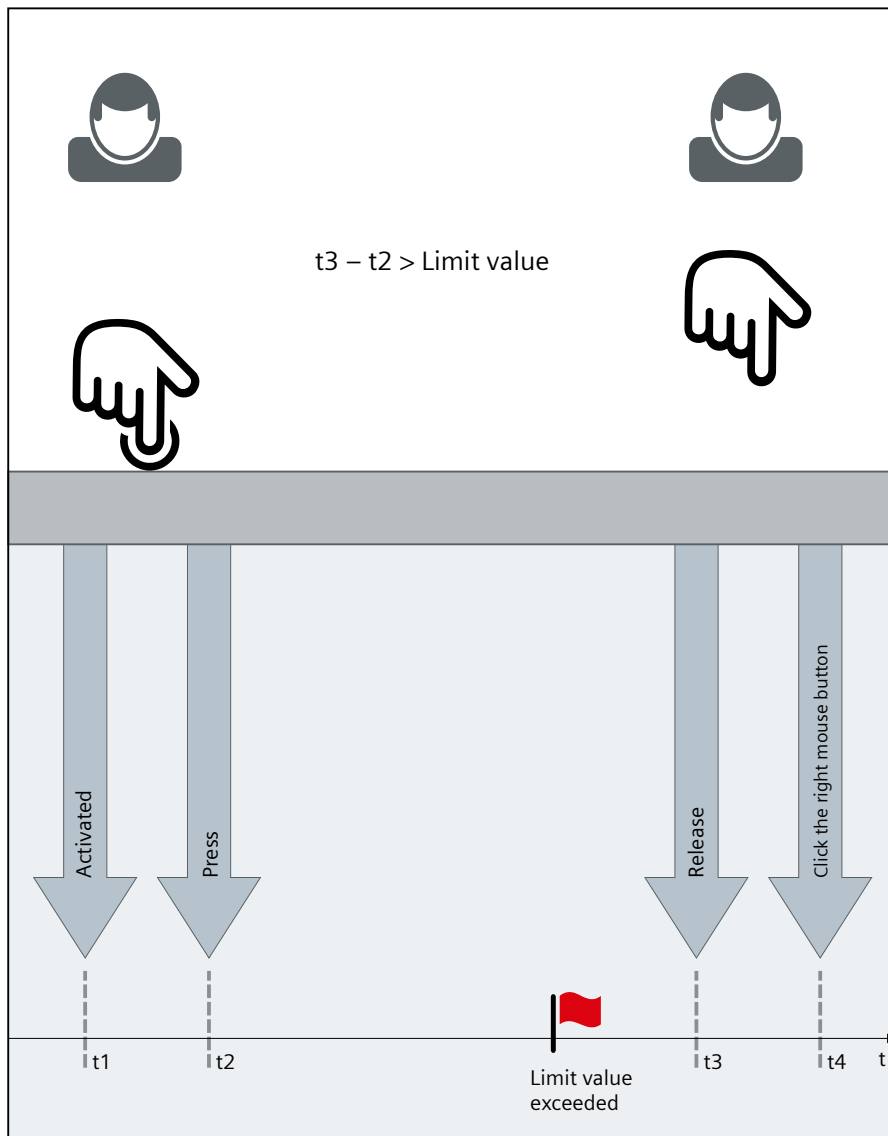 t3 – t2 > Limit value
Activated
Press
Release
Click the right mouse button
t1
t2
t3
t4
t
Limit value
exceeded